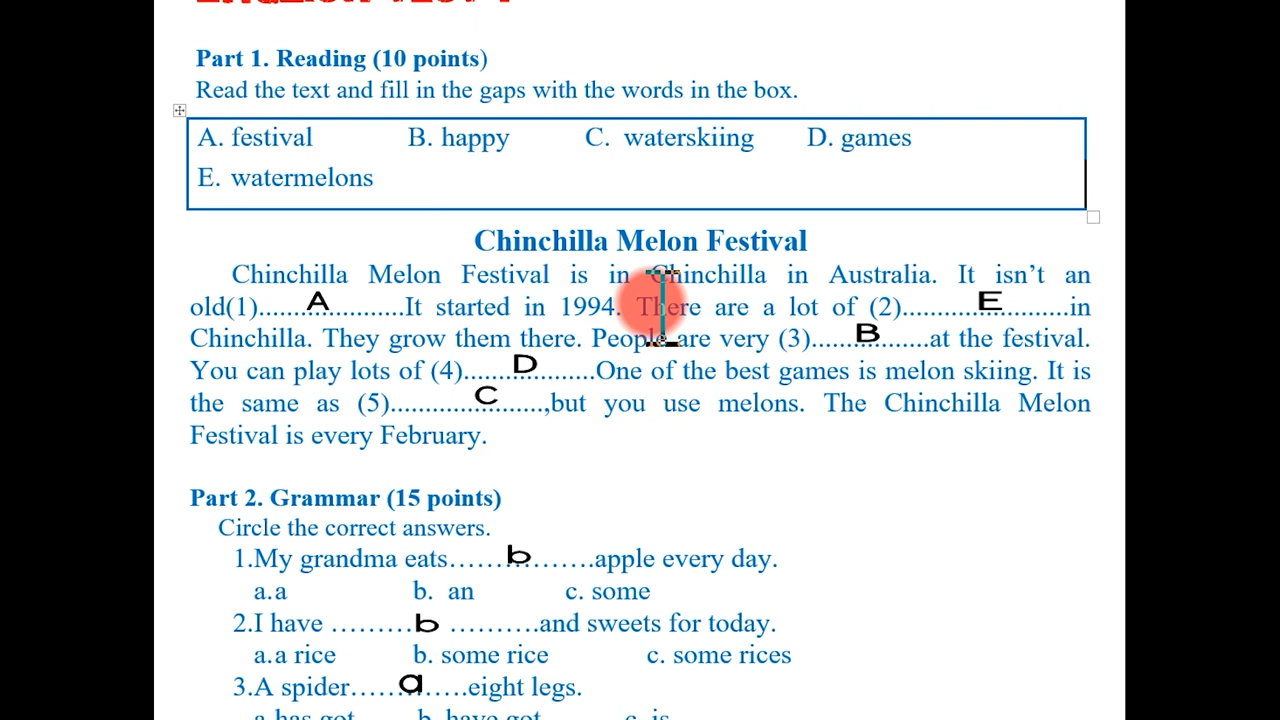 Part 1. Reading (10 points)
Read the text and fill in the gaps with the words in the box.
A. festival B. happy C. waterskiing D. games
E. watermelons
Chinchilla Melon Festival
Chinchilla Melon Festival is in Chinchilla in Australia. It isn't an
old(1)........A..........It started in 1994. There are a lot of (2)...........E..........in
Chinchilla. They grow them there. People are very (3)......B.......at the festival.
You can play lots of (4)......D.........One of the best games is melon skiing. It is
the same as (5)...........C.......,but you use melons. The Chinchilla Melon
Festival is every February.
Part 2. Grammar (15 points)
Circle the correct answers.
1.My grandma eats……b…….apple every day.
a.a b. an c. some
2.I have ………b ……….and sweets for today.
a.a rice b. some rice c. some rices
3.A spider……a…….eight legs.
a.has got b. have got c. is